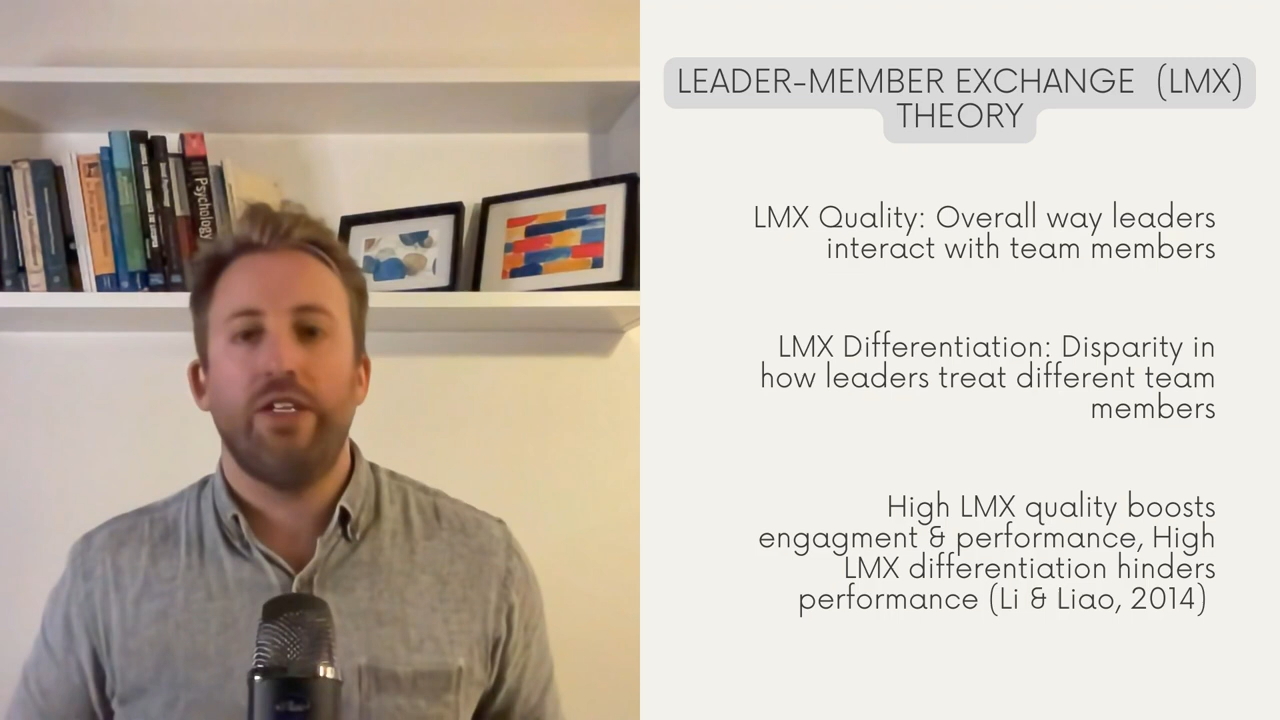 Psychology
LEADER-MEMBER EXCHANGE (LMX)
THEORY
LMX Quality: Overall way leaders
interact with team members
LMX Differentiation: Disparity in
how leaders treat different team
members
High LMX quality boosts
engagment & performance, High
LMX differentiation hinders
performance (Li & Liao, 2014)